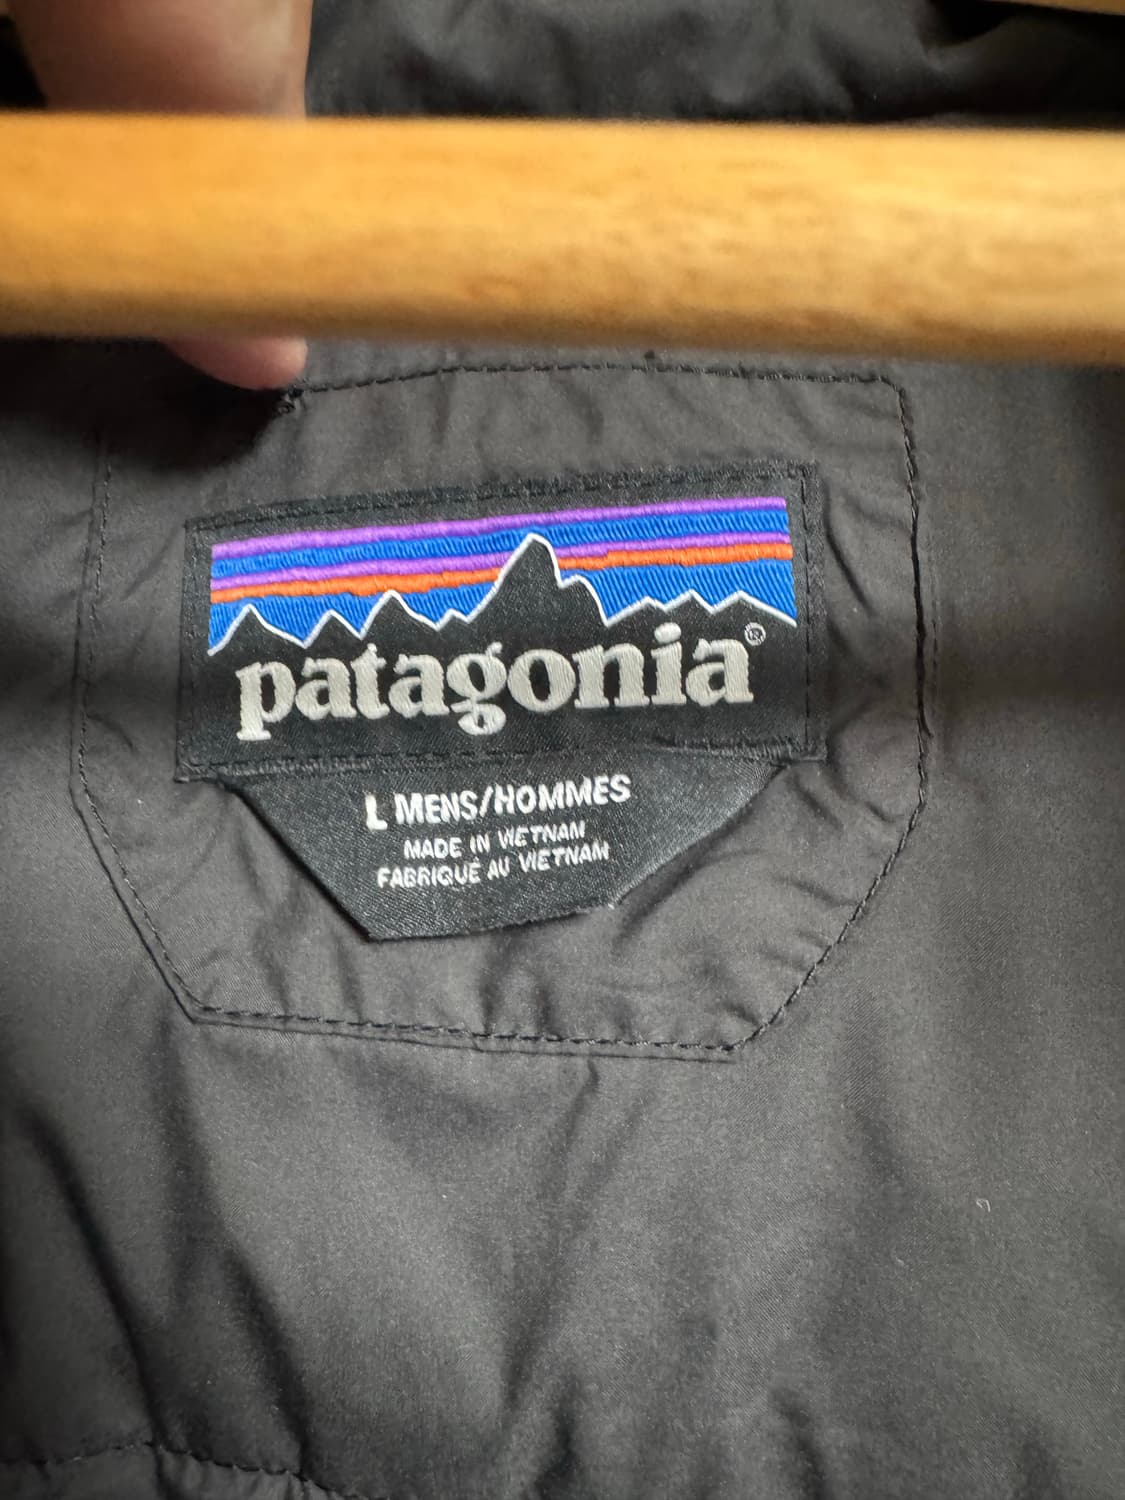 patagonia®
L MENS/HOMMES
MADE IN VIETNAM
FABRIQUÉ AU VIETNAM